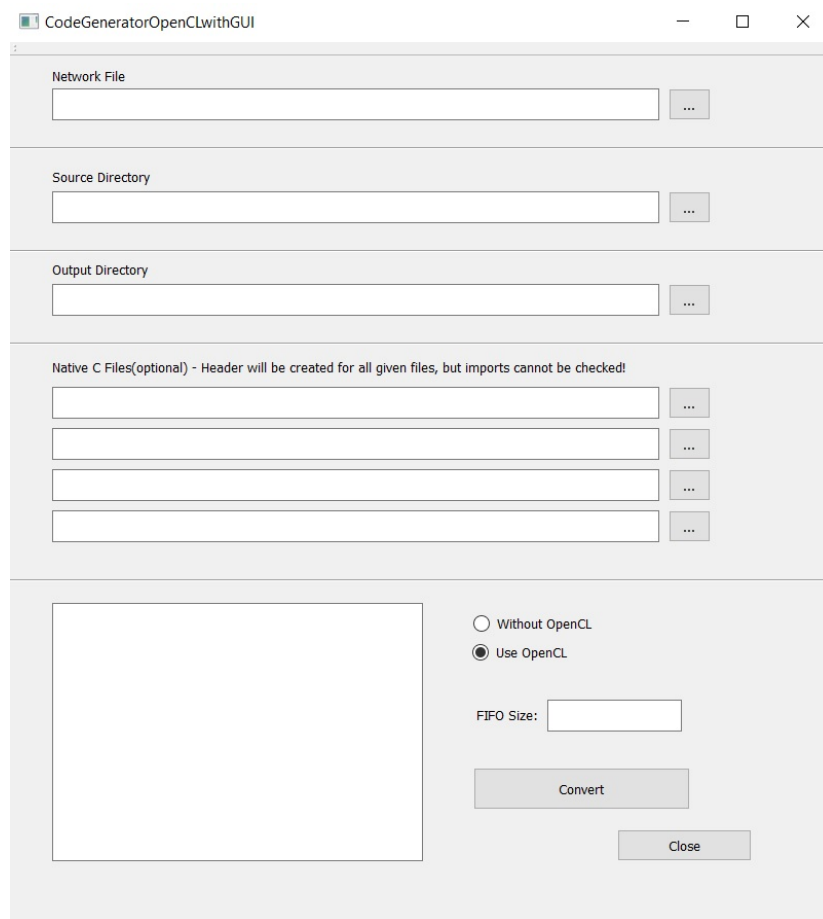 CodeGeneratorOpenCLwithGUI
Network File
...
Source Directory
...
Output Directory
...
Native C Files(optional) - Header will be created for all given files, but imports cannot be checked!
...
...
...
...
Without OpenCL
Use OpenCL
FIFO Size:
Convert
Close